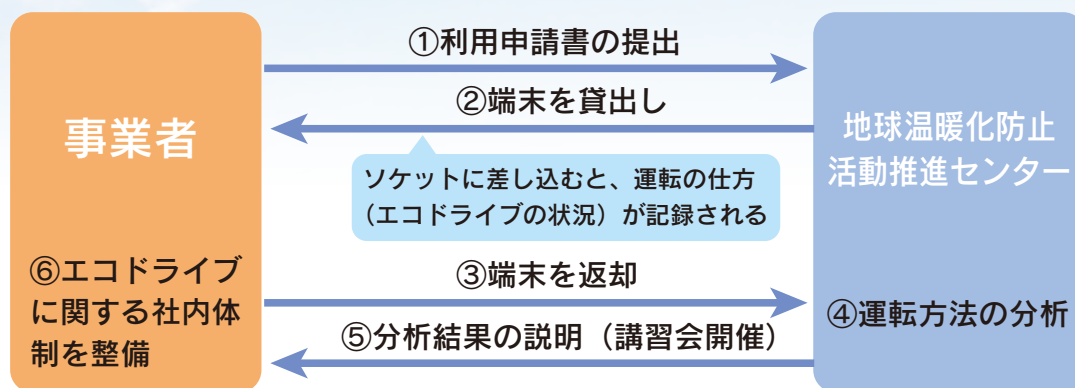 ①利用申請書の提出
②端末を貸出し
事業者
地球温暖化防止
活動推進センター
ソケットに差し込むと、運転の仕方
（エコドライブの状況）が記録される
⑥エコドライブ
に関する社内体
制を整備
③端末を返却
④運転方法の分析
⑤分析結果の説明（講習会開催）